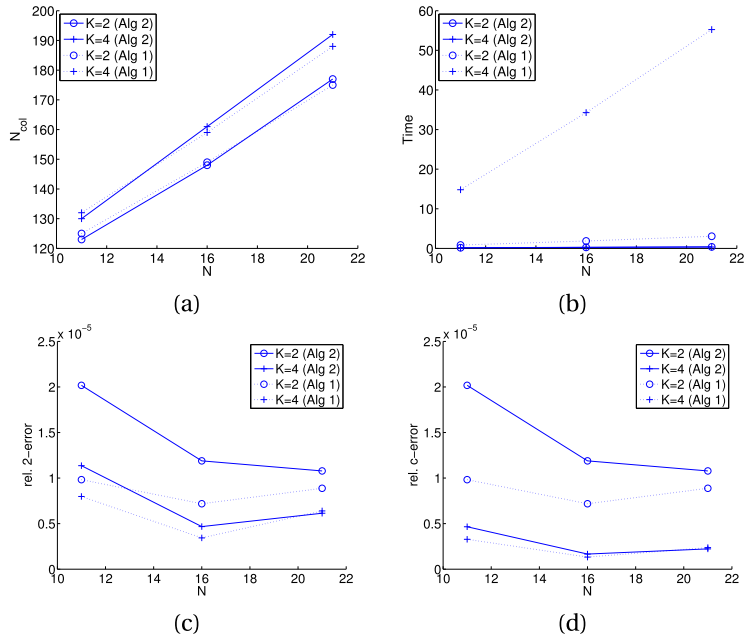 200
190
180
170
160
150
140
130
120
10
12
14
16
18
20
22
N
N_col
K=2 (Alg 2)
K=4 (Alg 2)
K=2 (Alg 1)
K=4 (Alg 1)
(a)
60
50
40
30
20
10
0
10
12
14
16
18
20
22
N
Time
K=2 (Alg 2)
K=4 (Alg 2)
K=2 (Alg 1)
K=4 (Alg 1)
(b)
x 10^-5
2.5
2
1.5
1
0.5
0
10
12
14
16
18
20
22
N
rel. 2-error
K=2 (Alg 2)
K=4 (Alg 2)
K=2 (Alg 1)
K=4 (Alg 1)
(c)
x 10^-5
2.5
2
1.5
1
0.5
0
10
12
14
16
18
20
22
N
rel. c-error
K=2 (Alg 2)
K=4 (Alg 2)
K=2 (Alg 1)
K=4 (Alg 1)
(d)